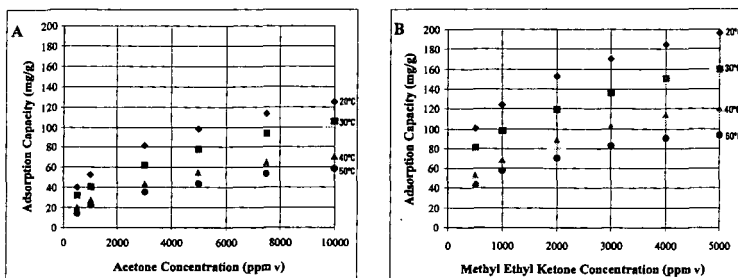 A
Adsorption Capacity (mg/g)
200
180
160
140
120
100
80
60
40
20
0
20°C
30°C
40°C
50°C
0
2000
4000
6000
8000
10000
Acetone Concentration (ppm v)
B
Adsorption Capacity (mg/g)
200
180
160
140
120
100
80
60
40
20
0
20°C
30°C
40°C
50°C
0
1000
2000
3000
4000
5000
Methyl Ethyl Ketone Concentration (ppm v)